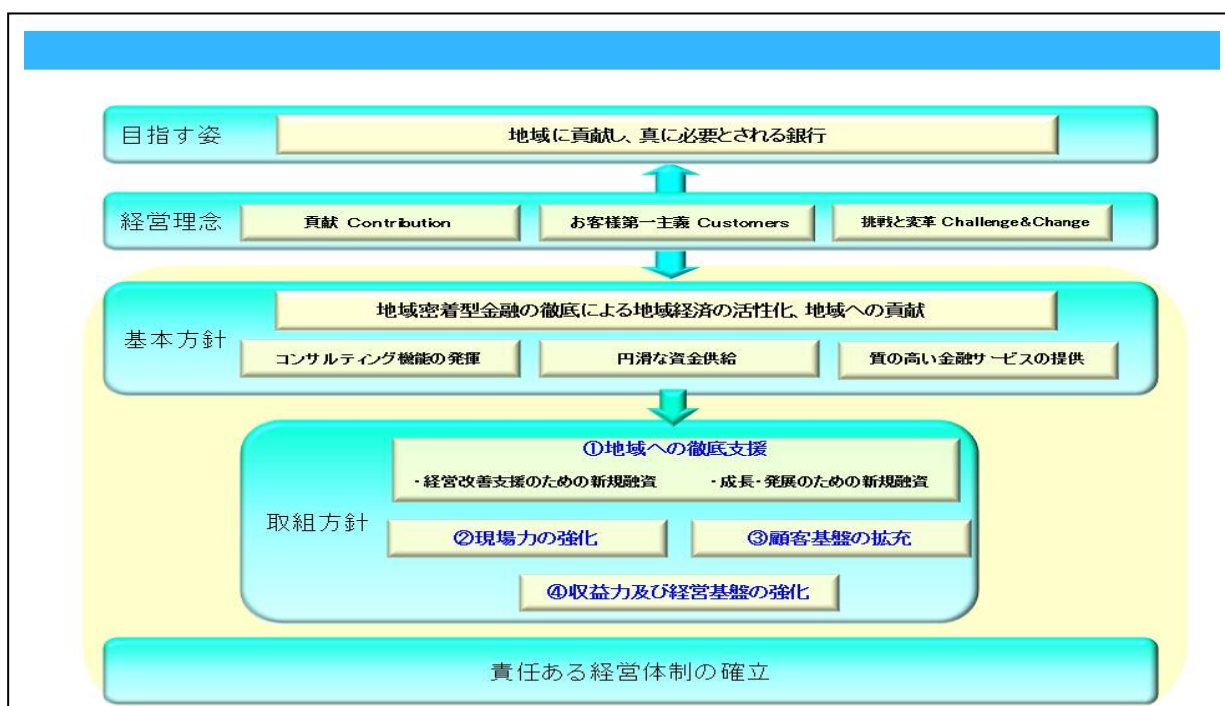 目指す姿
地域に貢献し、真に必要とされる銀行
経営理念
貢献 Contribution
お客様第一主義 Customers
挑戦と変革 Challenge&Change
基本方針
地域密着型金融の徹底による地域経済の活性化、地域への貢献
コンサルティング機能の発揮
円滑な資金供給
質の高い金融サービスの提供
取組方針
①地域への徹底支援
・経営改善支援のための新規融資
・成長・発展のための新規融資
②現場力の強化
③顧客基盤の拡充
④収益力及び経営基盤の強化
責任ある経営体制の確立